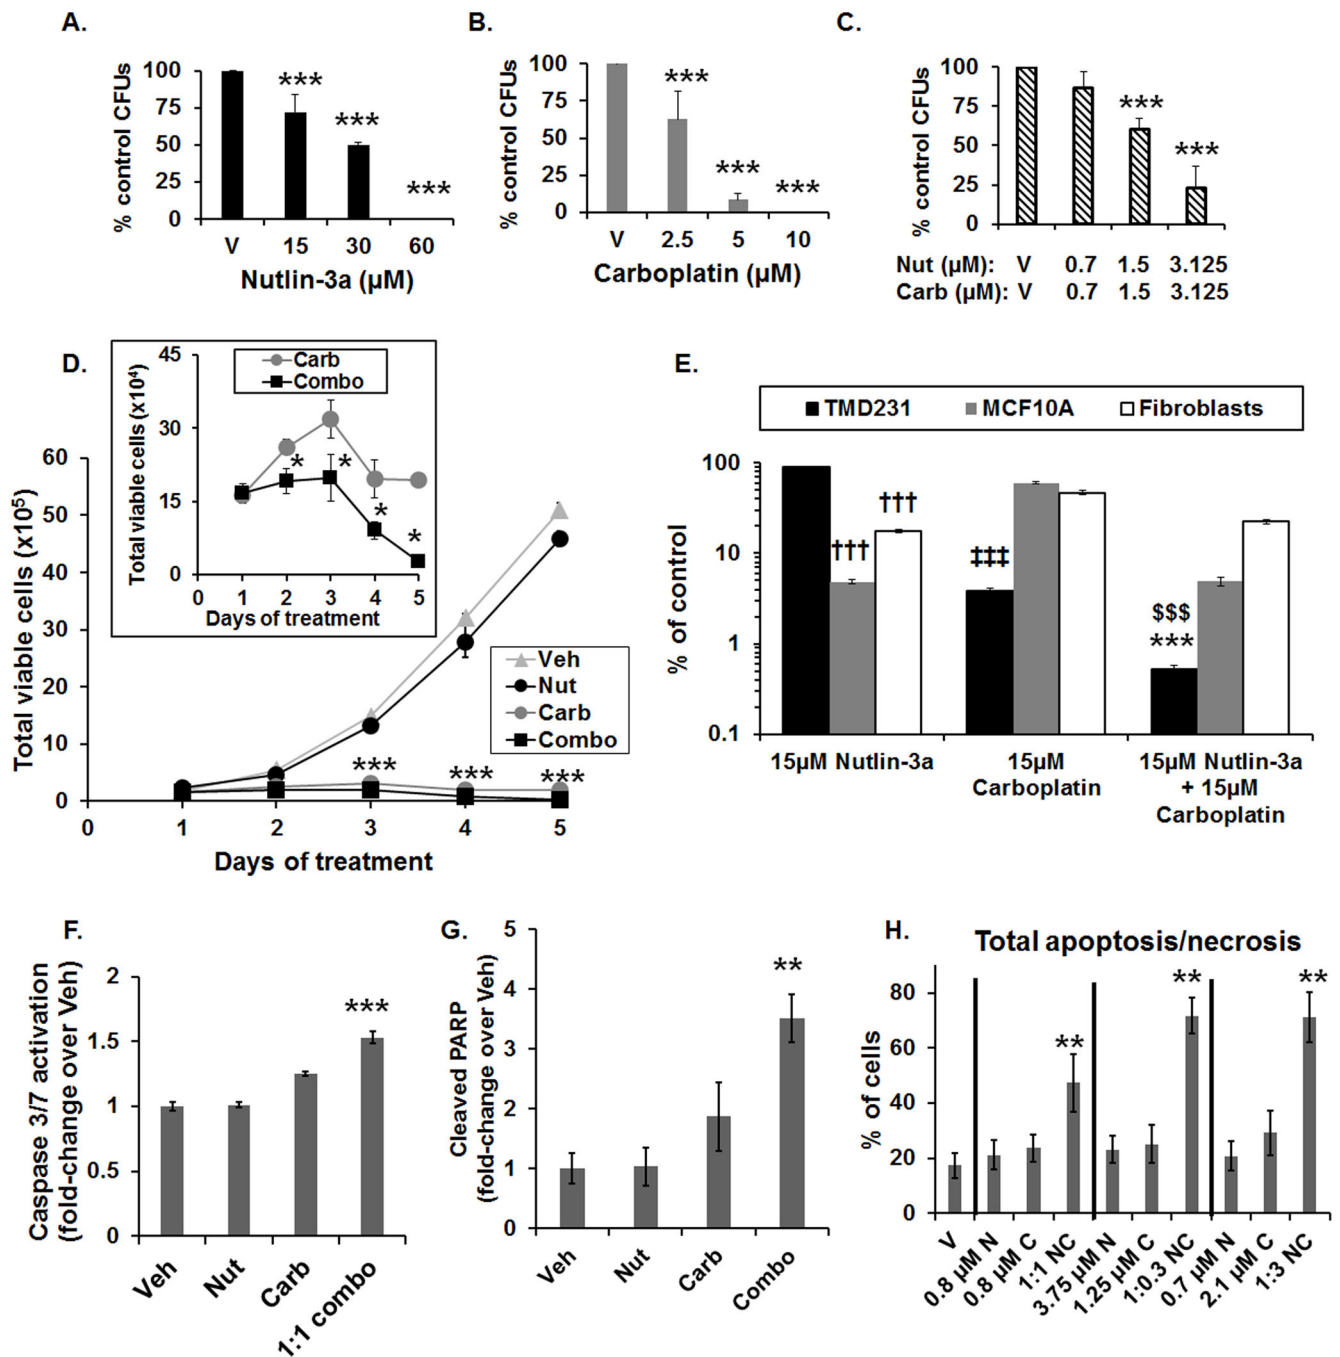 A.
% control CFUs
100
75
50
25
0
***
***
***
V 15 30 60
Nutlin-3a (µM)
B.
% control CFUs
100
75
50
25
0
***
***
***
V 2.5 5 10
Carboplatin (µM)
C.
% control CFUs
100
75
50
25
0
***
***
Nut (µM): V 0.7 1.5 3.125
Carb (µM): V 0.7 1.5 3.125
D.
Total viable cells (x10⁵)
60
50
40
30
20
10
0
0 1 2 3 4 5
Days of treatment
*** *** ***
Veh
Nut
Carb
Combo
Total viable cells (x10⁴)
45
30
15
0
Carb
Combo
* * * *
0 1 2 3 4 5
Days of treatment
E.
TMD231 MCF10A Fibroblasts
% of control
100
10
1
0.1
†††
†††
‡‡‡
$$$
***
15µM Nutlin-3a
15µM
Carboplatin
15µM Nutlin-3a
+ 15µM
Carboplatin
F.
Caspase 3/7 activation
(fold-change over Veh)
2
1.5
1
0.5
0
***
Veh
Nut
Carb
1:1 combo
G.
Cleaved PARP
(fold-change over Veh)
5
4
3
2
1
0
**
Veh
Nut
Carb
Combo
H.
Total apoptosis/necrosis
% of cells
80
60
40
20
0
**
**
**
V
0.8 µM N
0.8 µM C
1:1 NC
3.75 µM N
1.25 µM C
1:0.3 NC
0.7 µM N
2.1 µM C
1:3 NC